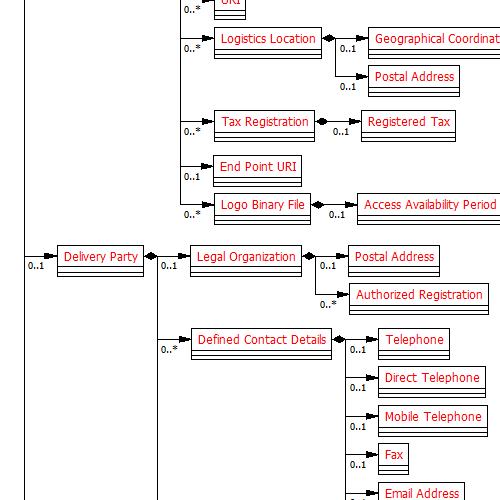 URI
0..*
Logistics Location
0..*
0..1
Geographical Coordinat
Postal Address
0..1
Tax Registration
Registered Tax
0..*
0..1
End Point URI
0..1
Logo Binary File
Access Availability Period
0..*
0..1
Delivery Party
Legal Organization
Postal Address
0..1
0..1
0..1
Authorized Registration
0..*
Defined Contact Details
Telephone
0..*
0..1
Direct Telephone
0..1
Mobile Telephone
0..1
Fax
0..1
Email Address
0..1